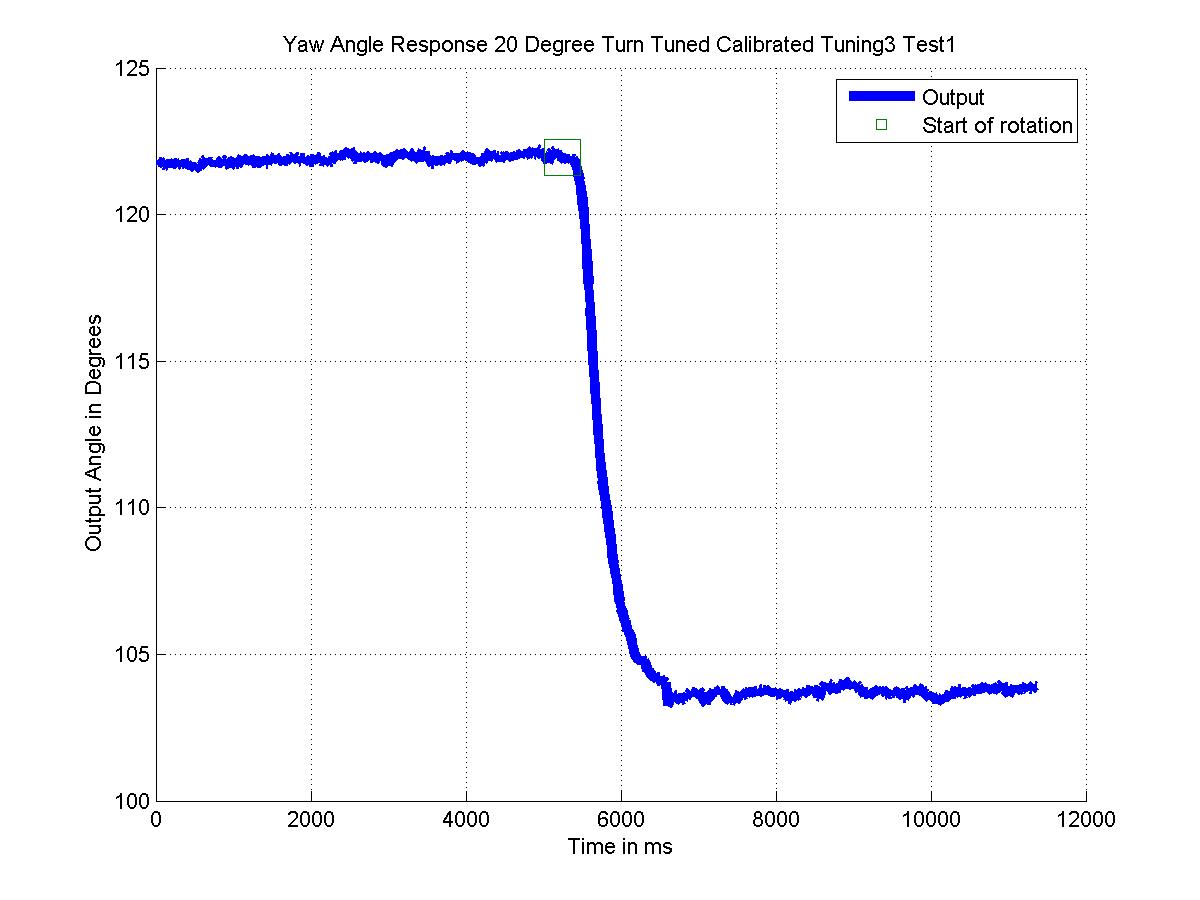 Yaw Angle Response 20 Degree Turn Tuned Calibrated Tuning3 Test1
125
120
115
110
105
100
Output Angle in Degrees
Output
Start of rotation
0 2000 4000 6000 8000 10000 12000
Time in ms